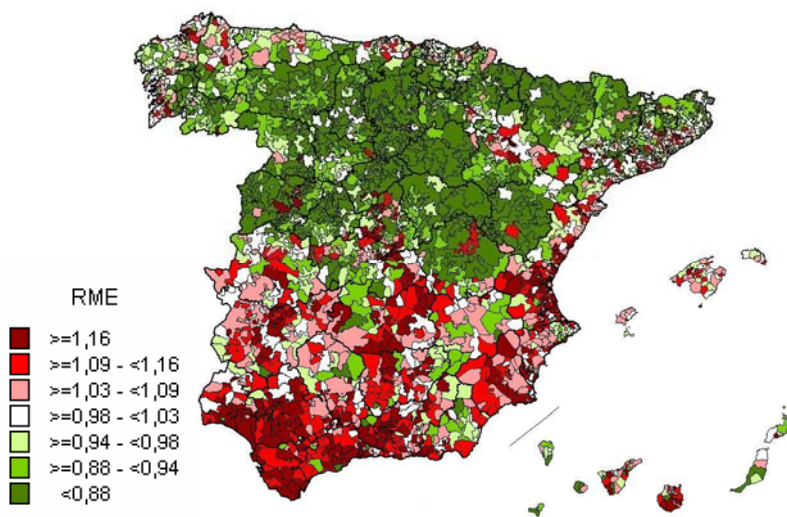 RME
>=1,16
>=1,09 - <1,16
>=1,03 - <1,09
>=0,98 - <1,03
>=0,94 - <0,98
>=0,88 - <0,94
<0,88